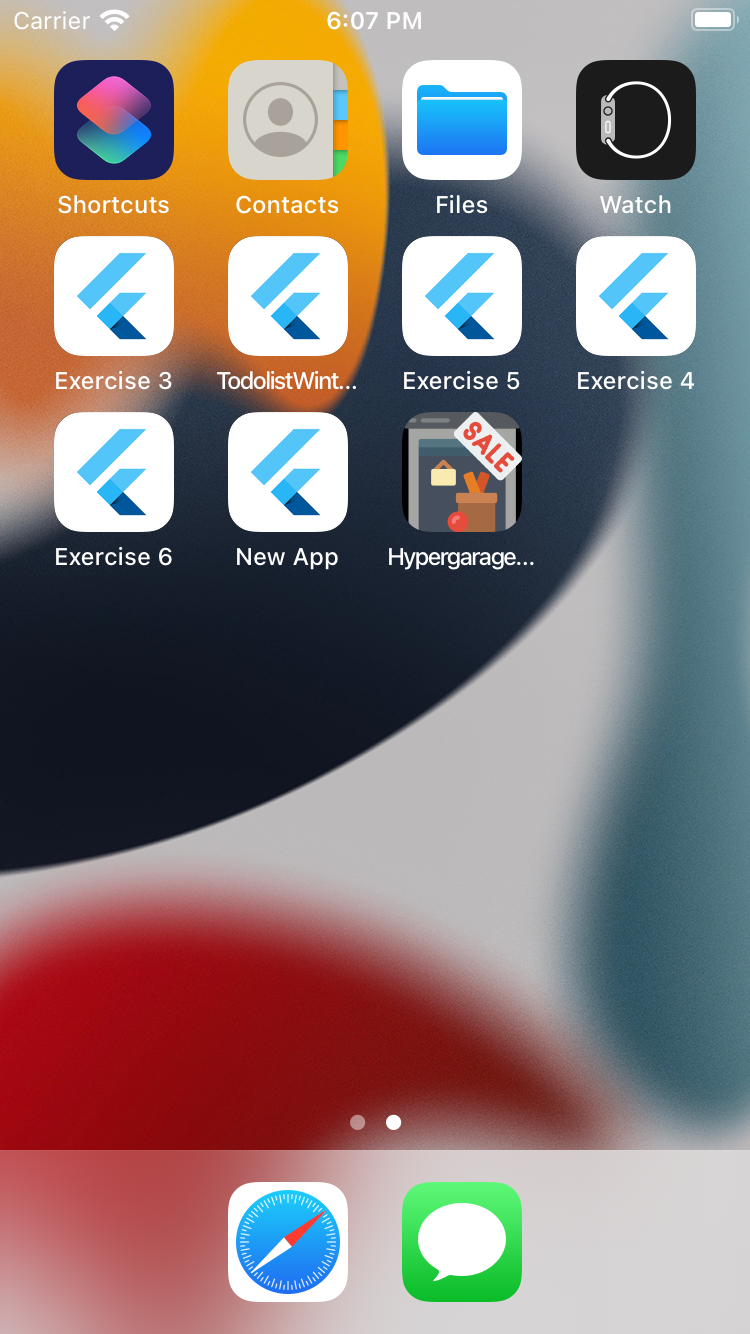 Carrier 6:07 PM
Shortcuts Contacts Files Watch
Exercise 3 TodolistWint... Exercise 5 Exercise 4
SALE
Exercise 6 New App Hypergarage...